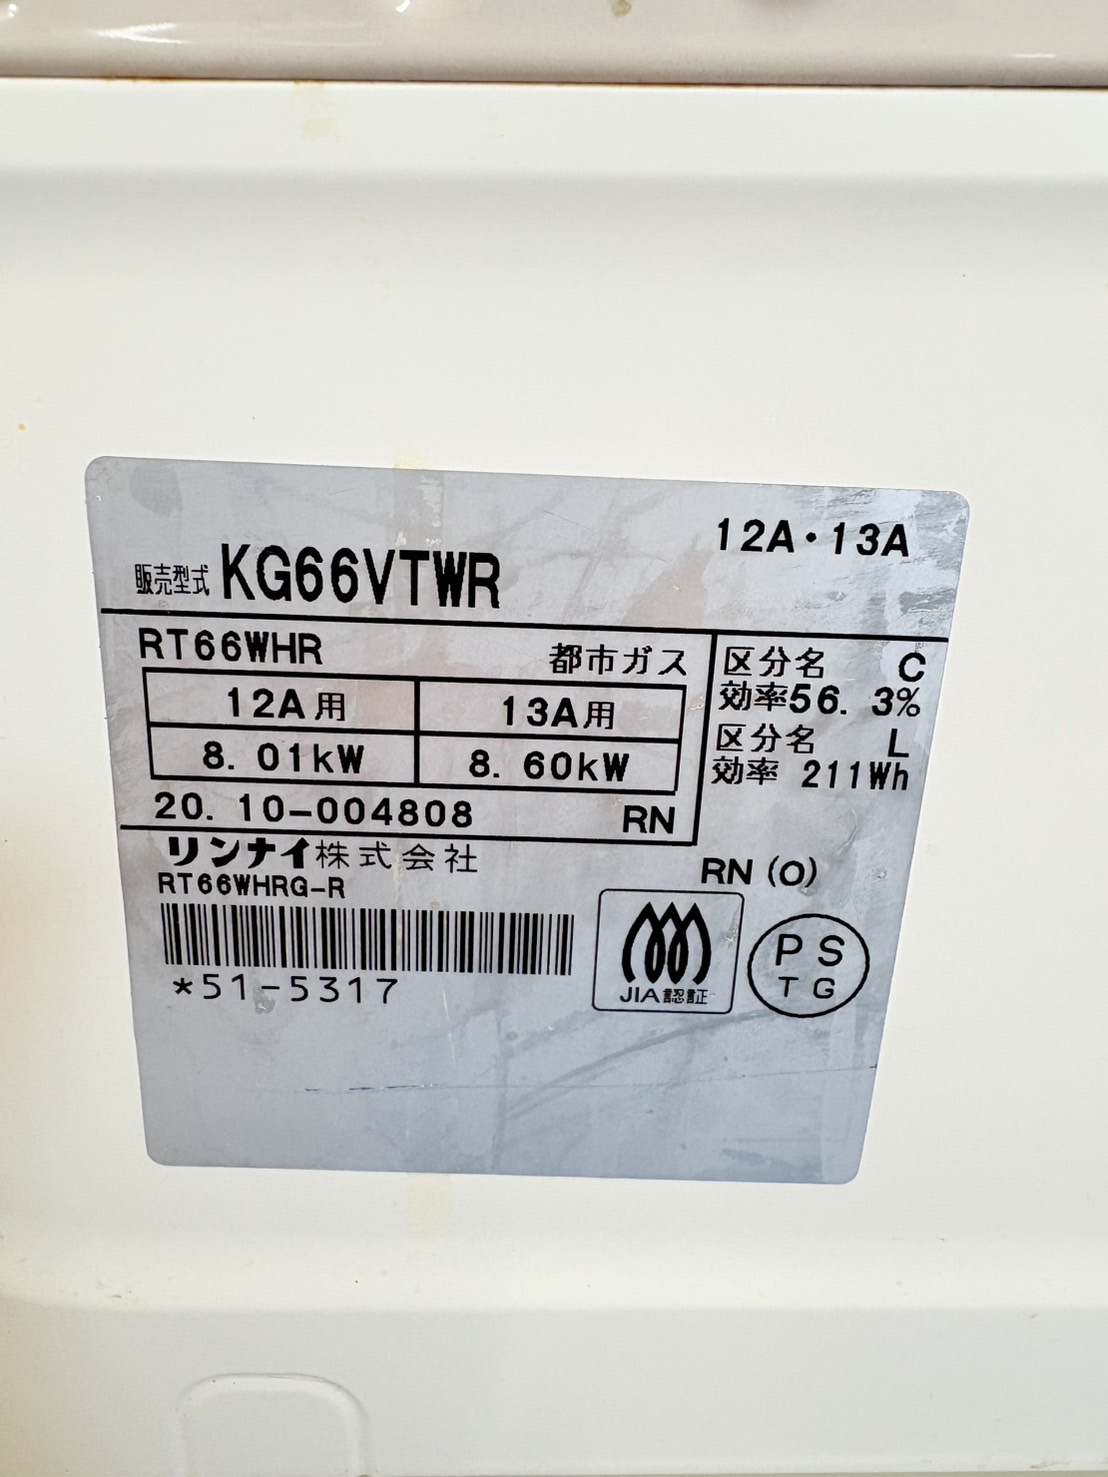 12A・13A
販売型式 KG66VTWR
RT66WHR 都市ガス
12A用 13A用
8.01kW 8.60kW
20.10-004808 RN
区分名 C
効率56.3%
区分名 L
効率 211Wh
リンナイ株式会社
RN(O)
RT66WHRG-R
*51-5317
JIA認証
PS
TG